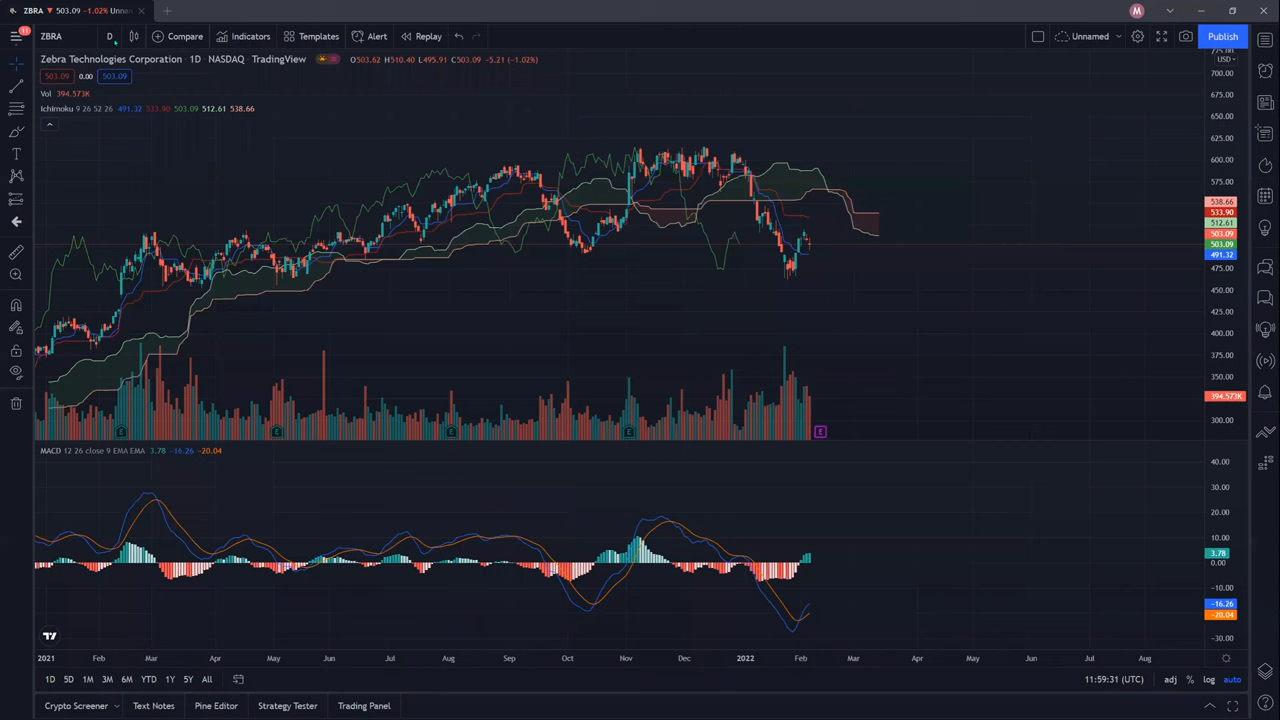 ZBRA ▼ 503.09 -1.02% Unnan
M
11
ZBRA D Compare Indicators Templates Alert Replay Unnamed Publish
Zebra Technologies Corporation · 1D · NASDAQ · TradingView O503.62 H510.40 L495.91 C503.09 -5.21 (-1.02%)
503.09 0.00 503.09
Vol 394.573K
Ichimoku 9 26 52 26 491.32 533.90 503.09 512.61 538.66
USD
700.00
675.00
650.00
625.00
600.00
575.00
538.66
533.90
512.61
503.09
503.09
491.32
475.00
450.00
425.00
400.00
375.00
350.00
394.573K
300.00
E E E E E
MACD 12 26 close 9 EMA EMA 3.78 -16.26 -20.04
40.00
30.00
20.00
10.00
3.78
0.00
-10.00
-16.26
-20.04
-30.00
2021 Feb Mar Apr May Jun Jul Aug Sep Oct Nov Dec 2022 Feb Mar Apr May Jun Jul Aug
1D 5D 1M 3M 6M YTD 1Y 5Y All 11:59:31 (UTC) adj % log auto
Crypto Screener Text Notes Pine Editor Strategy Tester Trading Panel